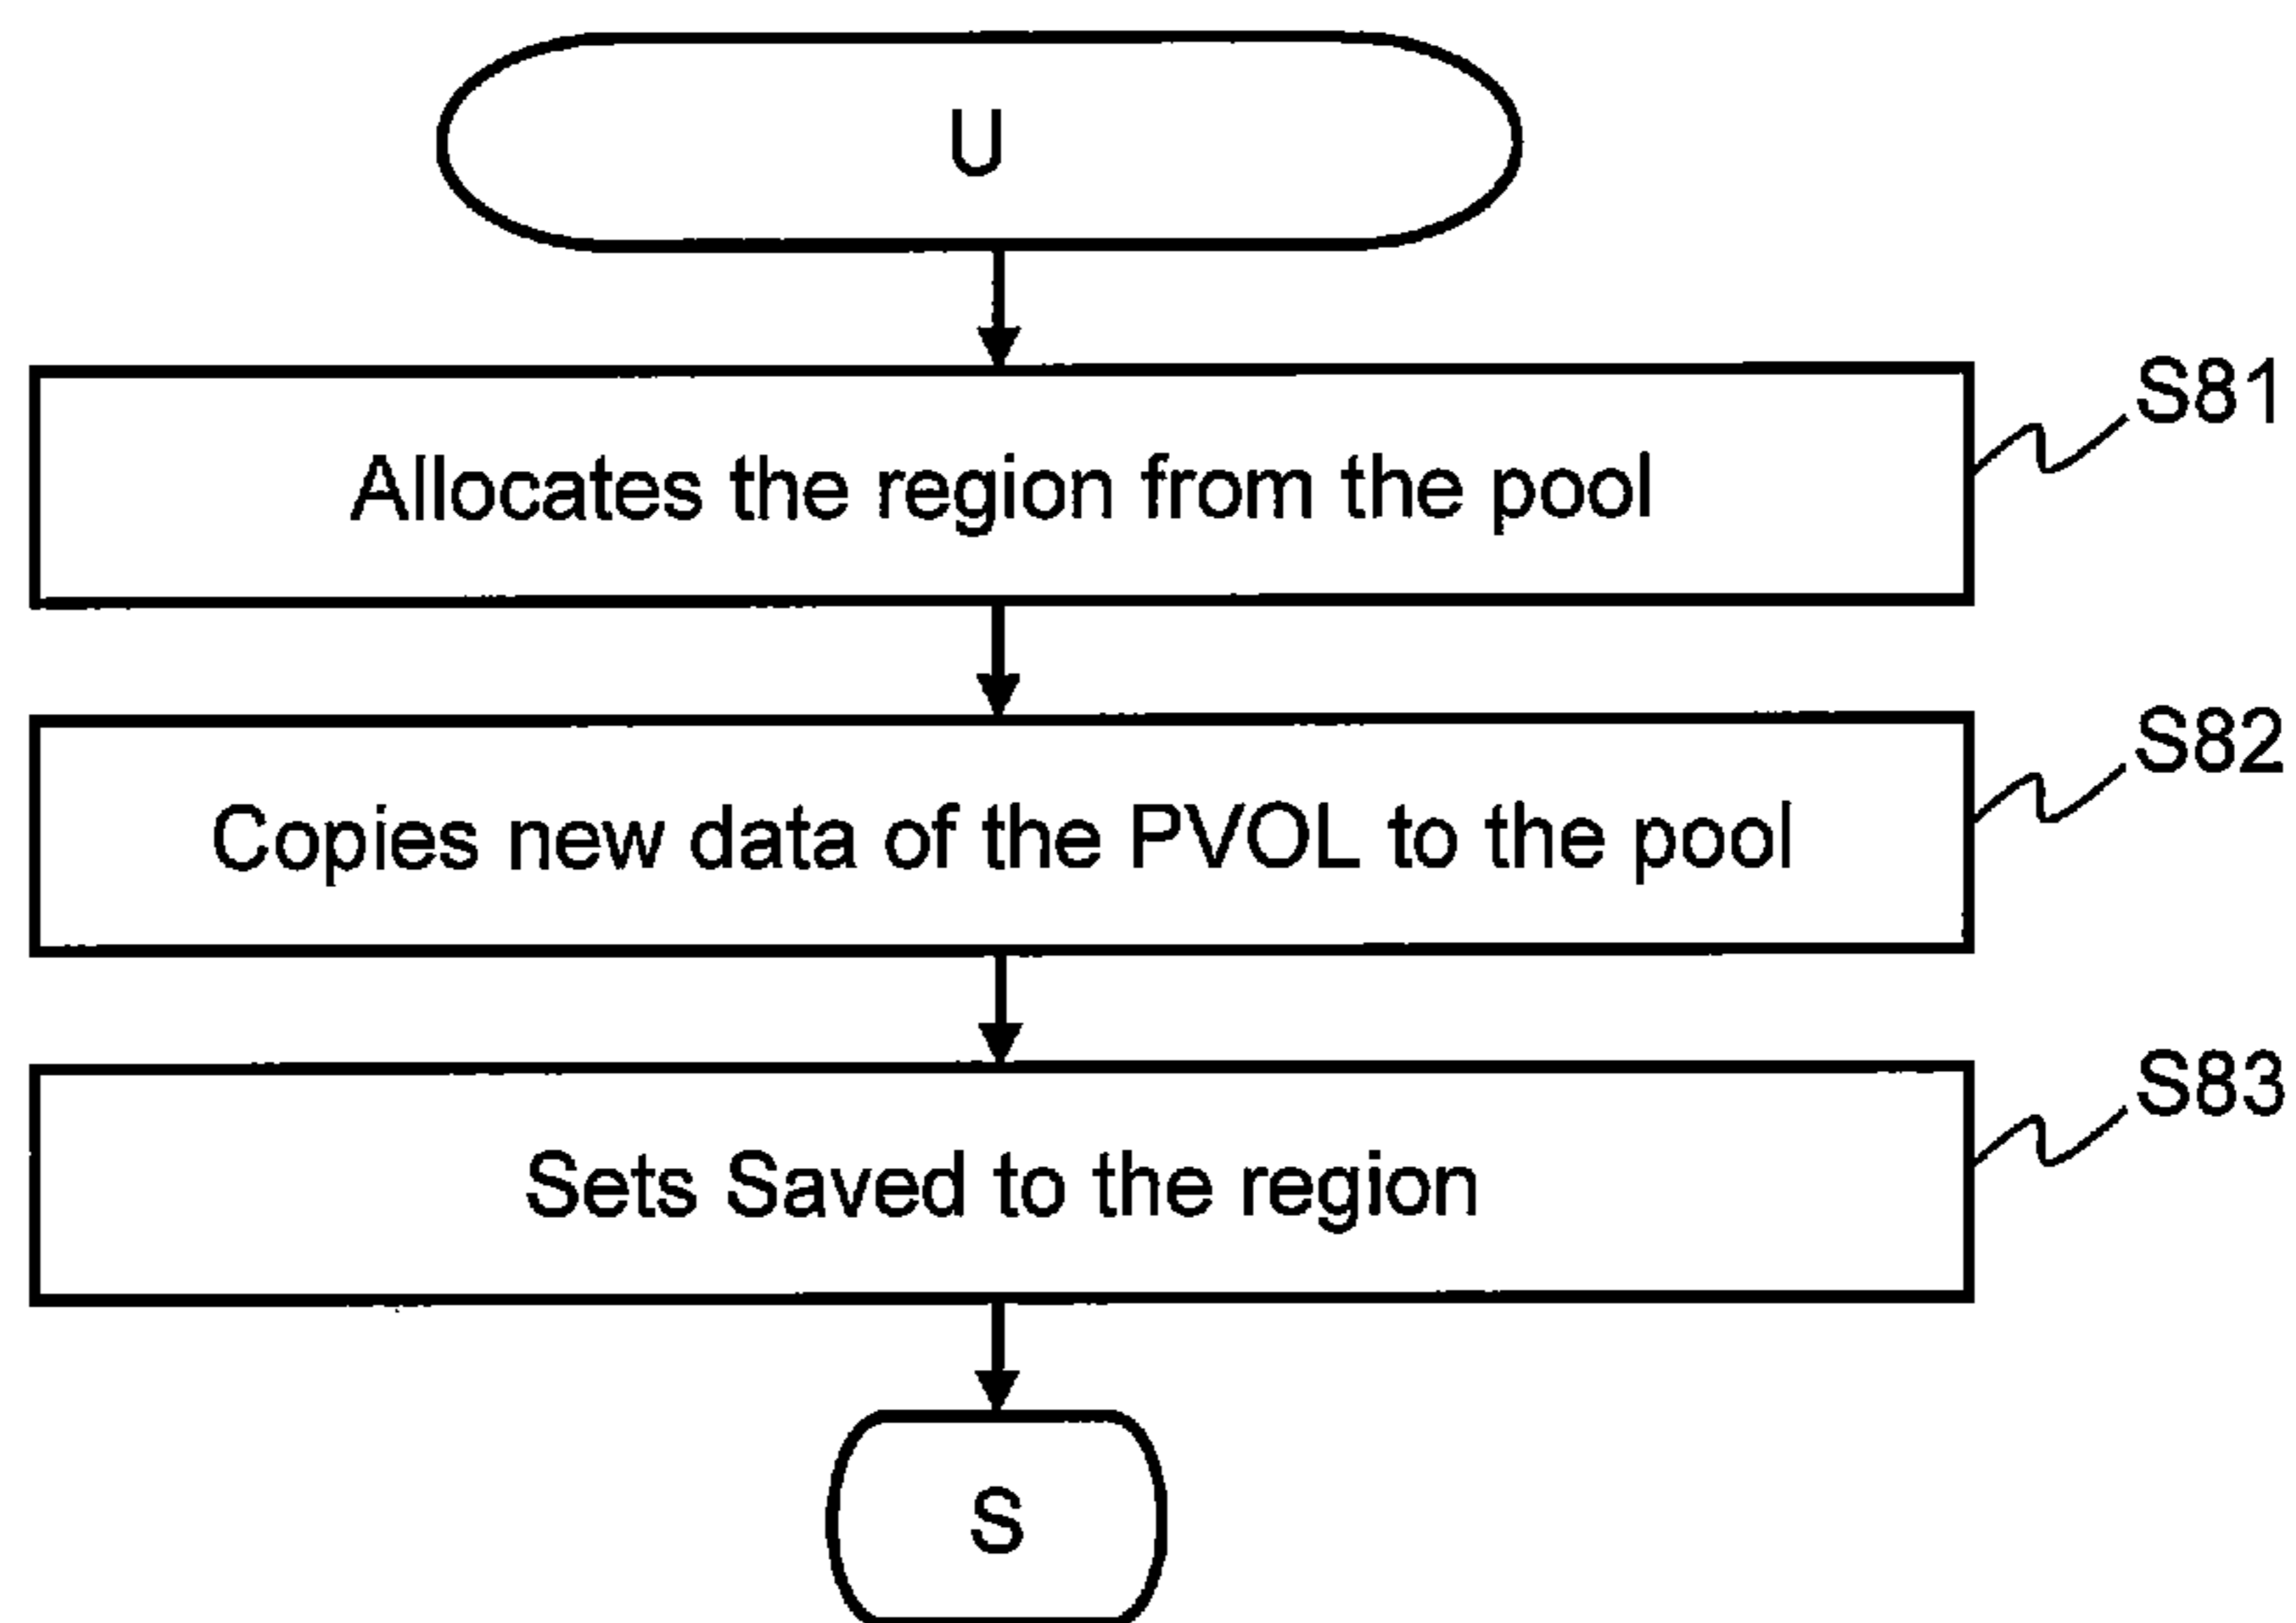 U
Allocates the region from the pool
S81
Copies new data of the PVOL to the pool
S82
Sets Saved to the region
S83
S